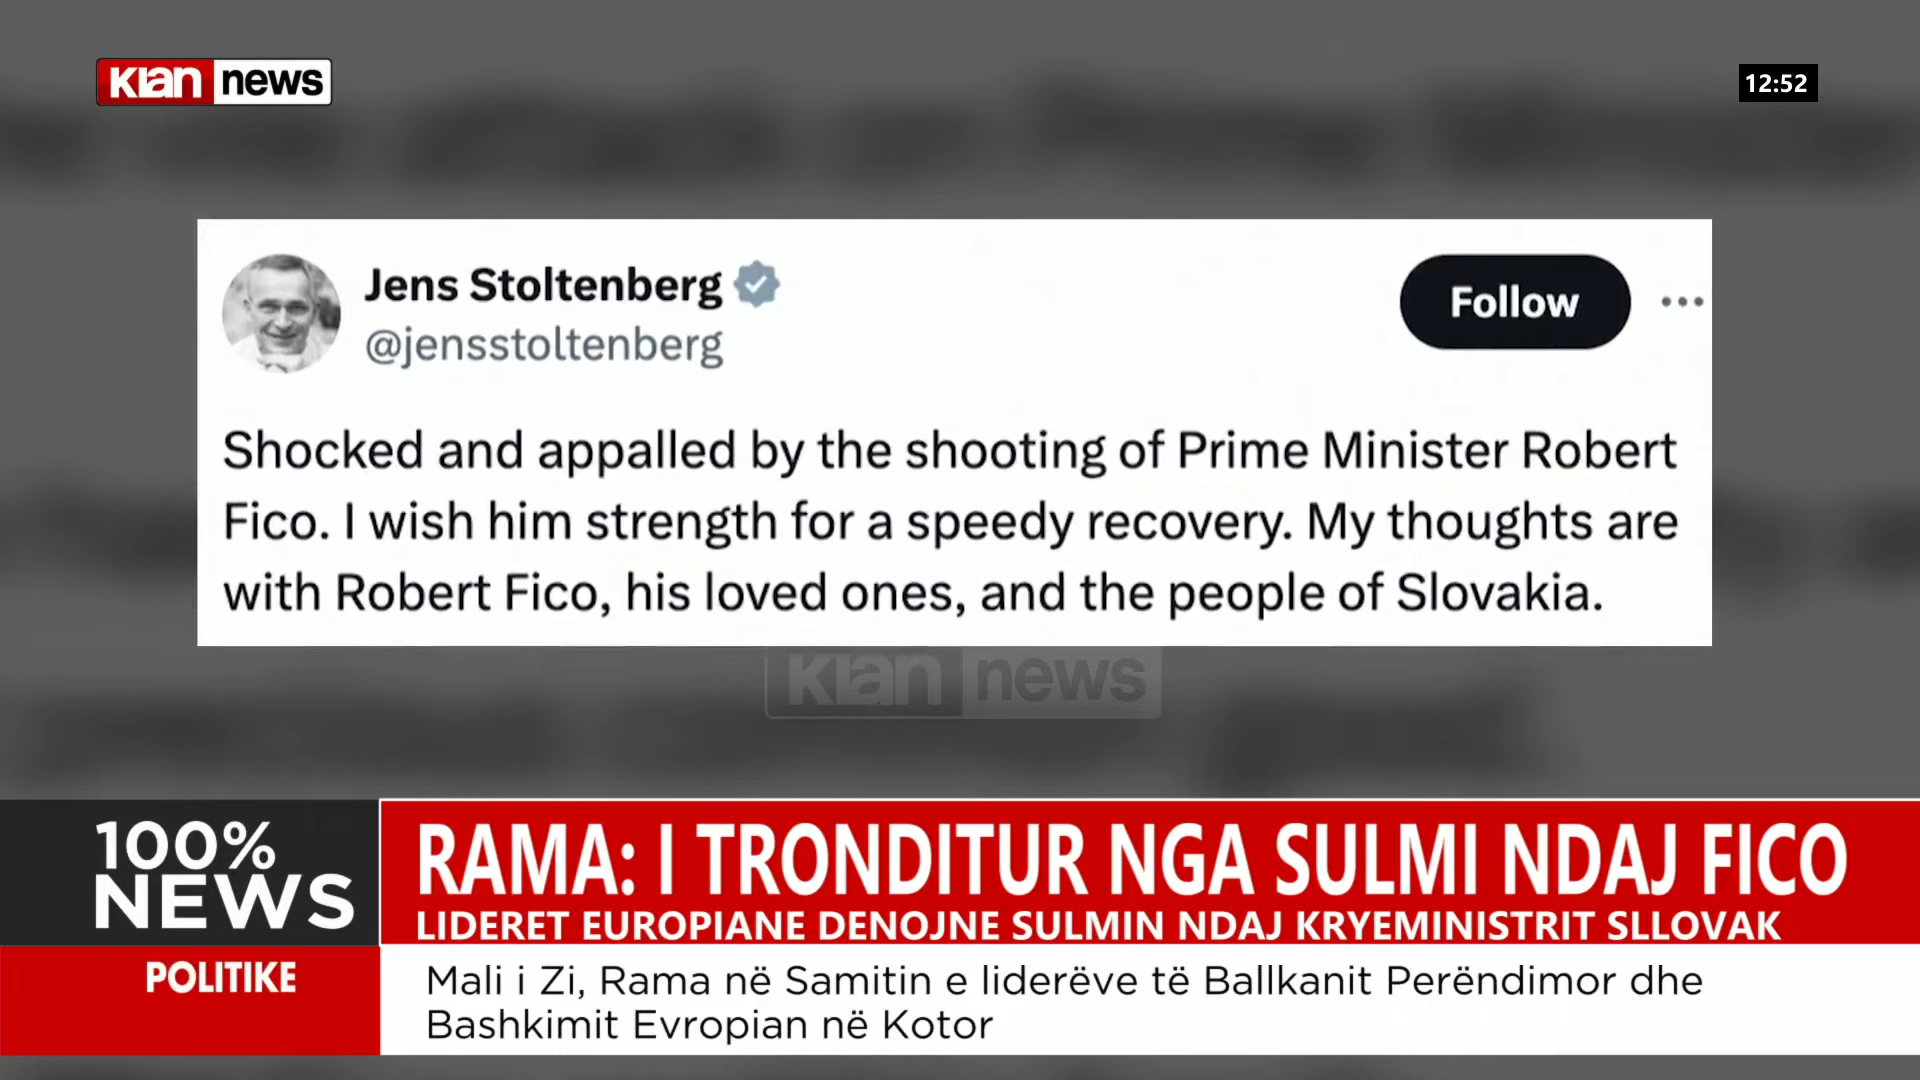 Klan news
12:52
Jens Stoltenberg
@jensstoltenberg
Follow
Shocked and appalled by the shooting of Prime Minister Robert
Fico. I wish him strength for a speedy recovery. My thoughts are
with Robert Fico, his loved ones, and the people of Slovakia.
Klan news
100%
NEWS
RAMA: I TRONDITUR NGA SULMI NDAJ FICO
LIDERET EUROPIANE DENOJNE SULMIN NDAJ KRYEMINISTRIT SLLOVAK
POLITIKE
Mali i Zi, Rama në Samitin e liderëve të Ballkanit Perëndimor dhe
Bashkimit Evropian në Kotor